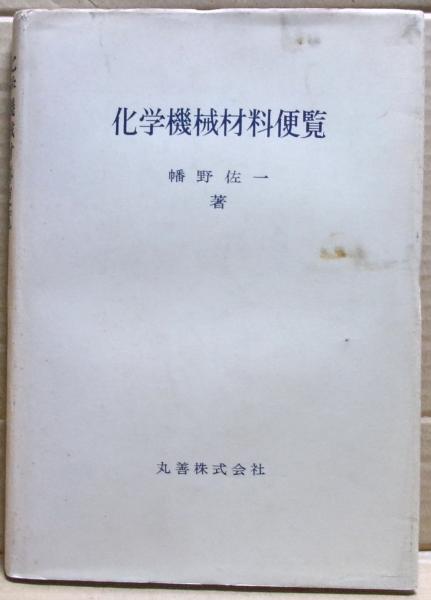 化学機械材料便覧
幡野佐一
著
丸善株式会社